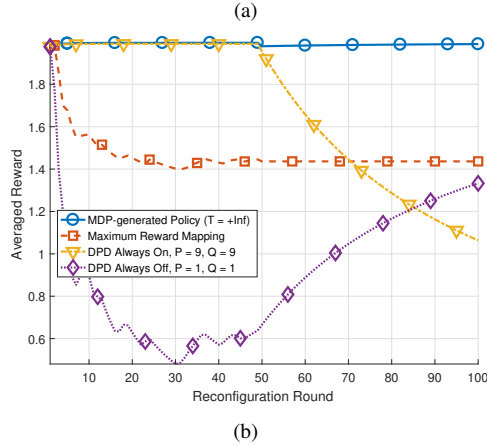 (a)
1.8
1.6
1.4
1.2
1
0.8
0.6
Averaged Reward
MDP-generated Policy (T = +Inf)
Maximum Reward Mapping
DPD Always On, P = 9, Q = 9
DPD Always Off, P = 1, Q = 1
10 20 30 40 50 60 70 80 90 100
Reconfiguration Round
(b)